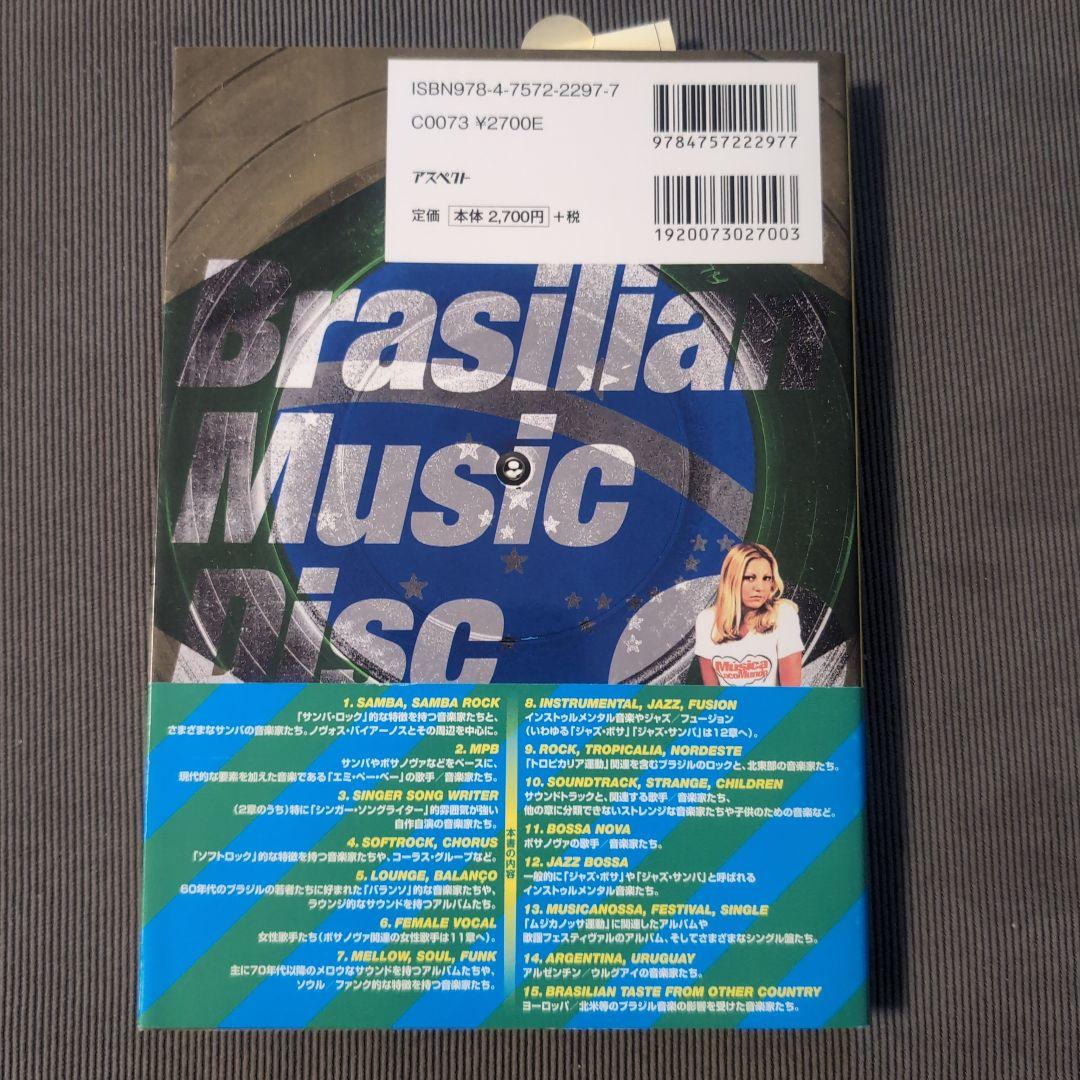 ISBN978-4-7572-2297-7
C0073 ¥2700E
アスペクト
定価 本体 2,700円 +税
9784757222977
1920073027003
Brasilian
Music
Disc
Música
1. SAMBA, SAMBA ROCK
「サンバ・ロック」的な特徴を持つ音楽家たちと、
さまざまなサンバの音楽家たち。ノヴォス・バイアーノスとその周辺を中心に。
2. MPB
サンバやボサノヴァなどをベースに、
現代的な要素を加えた音楽である「エミ・ペー・ベー」の歌手／音楽家たち。
3. SINGER SONG WRITER
(2章のうち)特に「シンガー・ソングライター」的雰囲気が強い
自作自演の音楽家たち。
4. SOFTROCK, CHORUS
「ソフトロック」的な特徴を持つ音楽家たちや、コーラス・グループなど。
5. LOUNGE, BALANÇO
60年代のブラジルの若者たちに好まれた「バランソ」的な音楽家たちや、
ラウンジ的なサウンドを持つアルバムたち。
6. FEMALE VOCAL
女性歌手たち(ボサノヴァ関連の女性歌手は11章へ)。
7. MELLOW, SOUL, FUNK
主に70年代以降のメロウなサウンドを持つアルバムたちや、
ソウル／ファンク的な特徴を持つ音楽家たち。
本書の内容
8. INSTRUMENTAL, JAZZ, FUSION
インストゥルメンタル音楽やジャズ／フュージョン
(いわゆる「ジャズ・ボサ」「ジャズ・サンバ」は12章へ)。
9. ROCK, TROPICALIA, NORDESTE
「トロピカリア運動」関連を含むブラジルのロックと、北東部の音楽家たち。
10. SOUNDTRACK, STRANGE, CHILDREN
サウンドトラックと、関連する歌手／音楽家たち、
他の章に分類できないストレンジな音楽家たちや子供のための音楽など。
11. BOSSA NOVA
ボサノヴァの歌手／音楽家たち。
12. JAZZ BOSSA
一般的に「ジャズ・ボサ」や「ジャズ・サンバ」と呼ばれる
インストゥルメンタル音楽たち。
13. MUSICANOSSA, FESTIVAL, SINGLE
「ムジカノッサ運動」に関連したアルバムや
歌謡フェスティヴァルのアルバム、そしてさまざまなシングル盤たち。
14. ARGENTINA, URUGUAY
アルゼンチン／ウルグアイの音楽家たち。
15. BRASILIAN TASTE FROM OTHER COUNTRY
ヨーロッパ／北米等のブラジル音楽の影響を受けた音楽家たち。